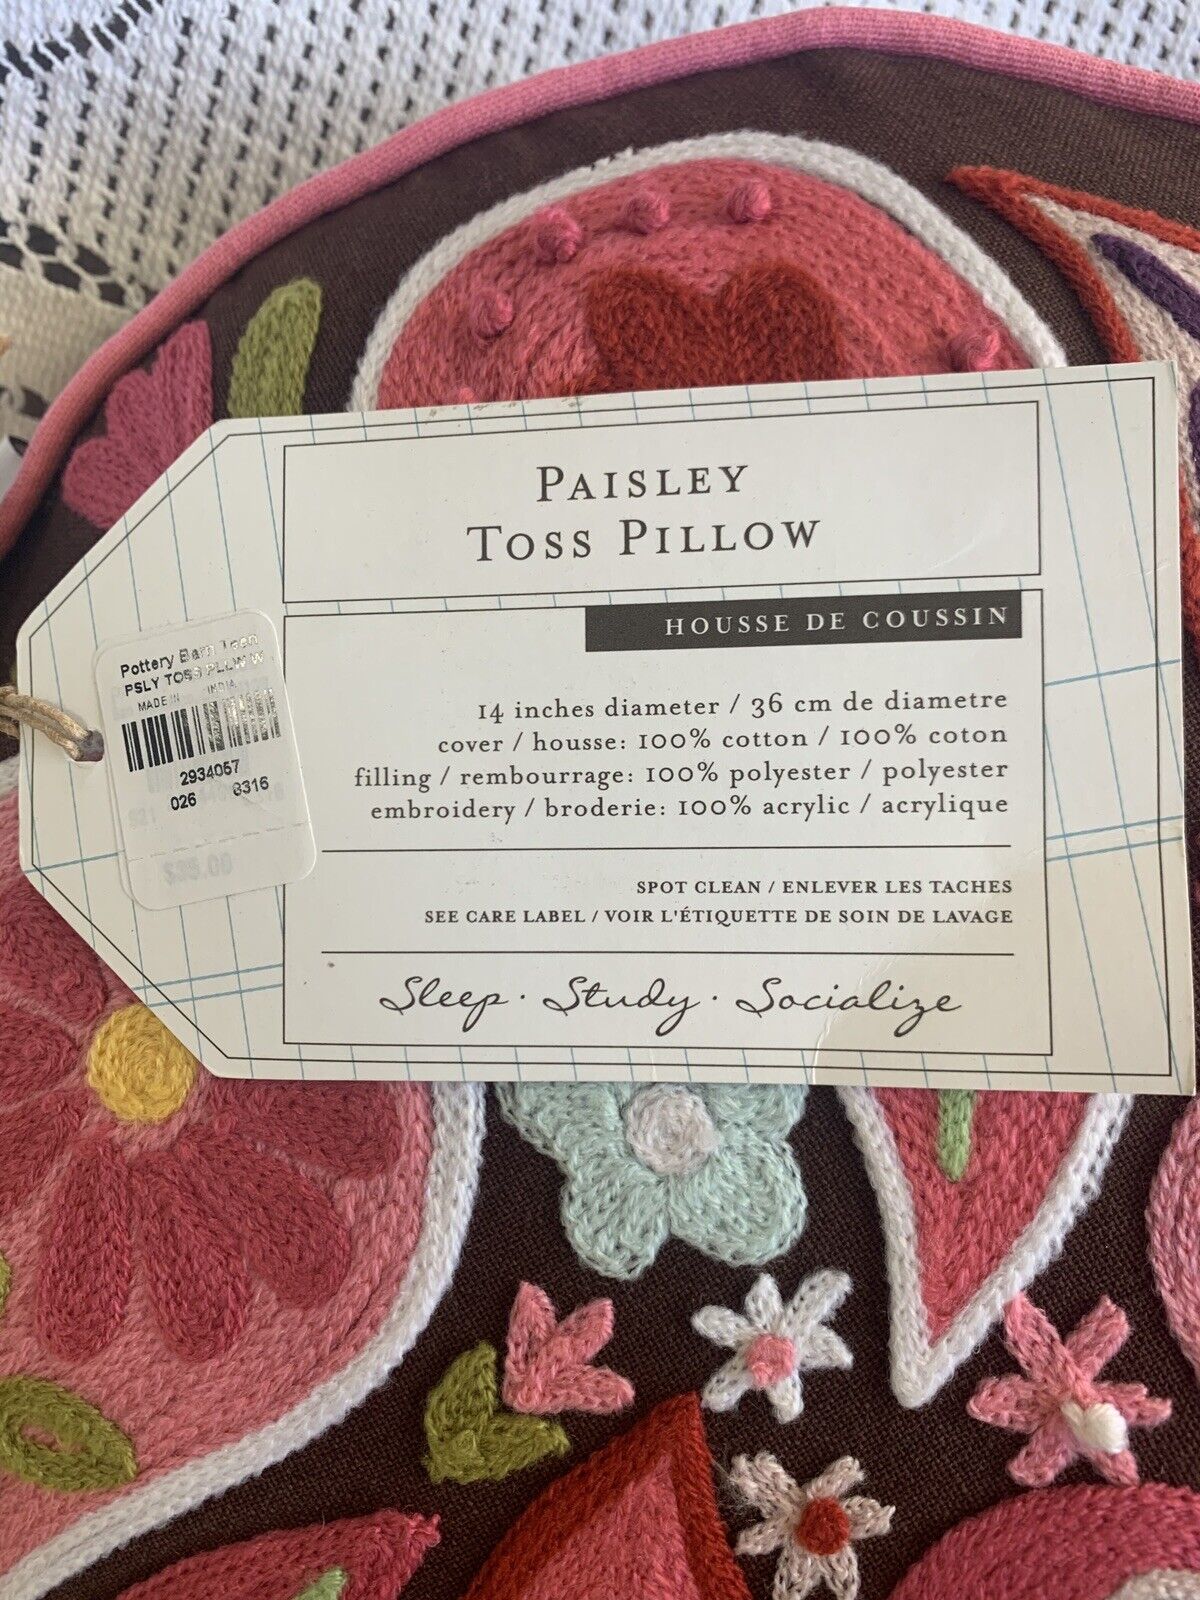 PAISLEY
TOSS PILLOW
HOUSSE DE COUSSIN
14 inches diameter / 36 cm de diametre
cover / housse: 100% cotton / 100% coton
filling / rembourrage: 100% polyester / polyester
embroidery / broderie: 100% acrylic / acrylique
SPOT CLEAN / ENLEVER LES TACHES
SEE CARE LABEL / VOIR L'ÉTIQUETTE DE SOIN DE LAVAGE
Sleep · Study · Socialize
Pottery Barn Teen
PSLY TOSS PLLW W
MADE IN INDIA
2934057
026 8316
$35.00